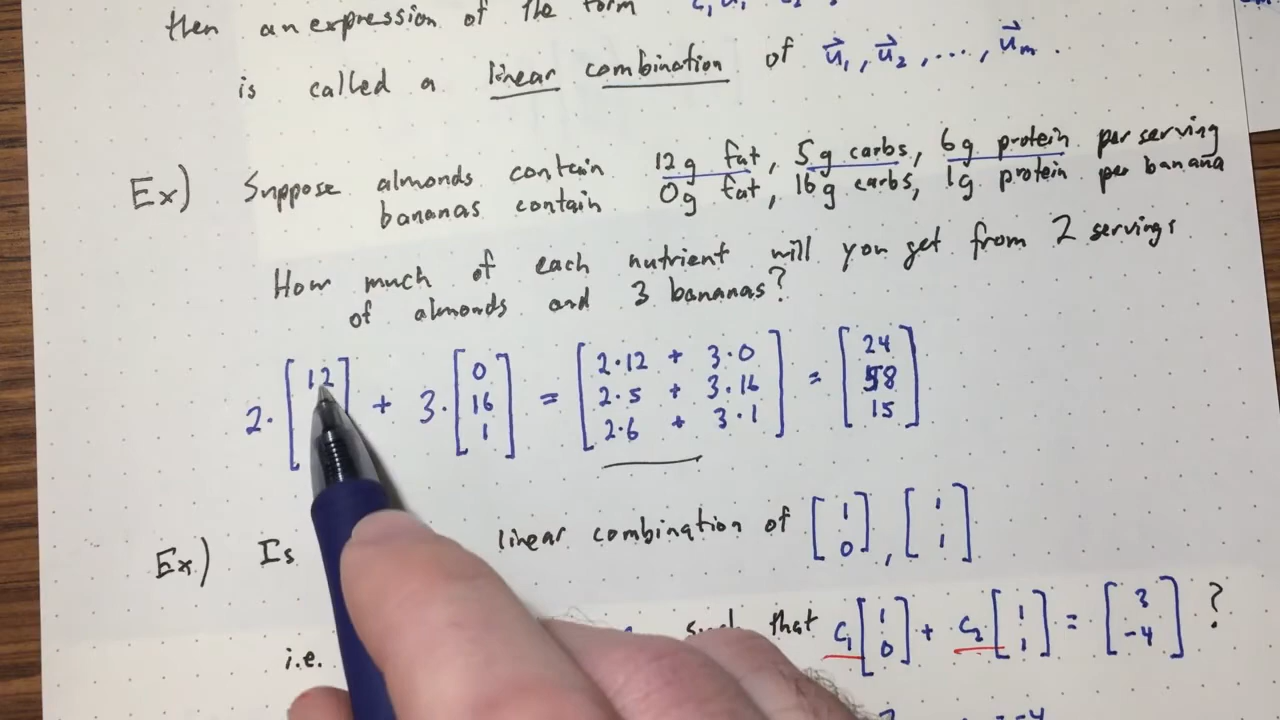 then an expression of the form
is called a linear combination of u⃗₁, u⃗₂, ..., u⃗ₘ.
Ex) Suppose almonds contain 12g fat, 5g carbs, 6g protein per serving
bananas contain 0g fat, 16g carbs, 1g protein per banana
How much of each nutrient will you get from 2 servings
of almonds and 3 bananas?
2·[12] + 3·[0 16 1] = [2·12 + 3·0 2·5 + 3·16 2·6 + 3·1] = [24 58 15]
Ex) Is linear combination of [1 0], [1 1]
i.e. such that c₁[1 0] + c₂[1 1] = [3 -4] ?
-4